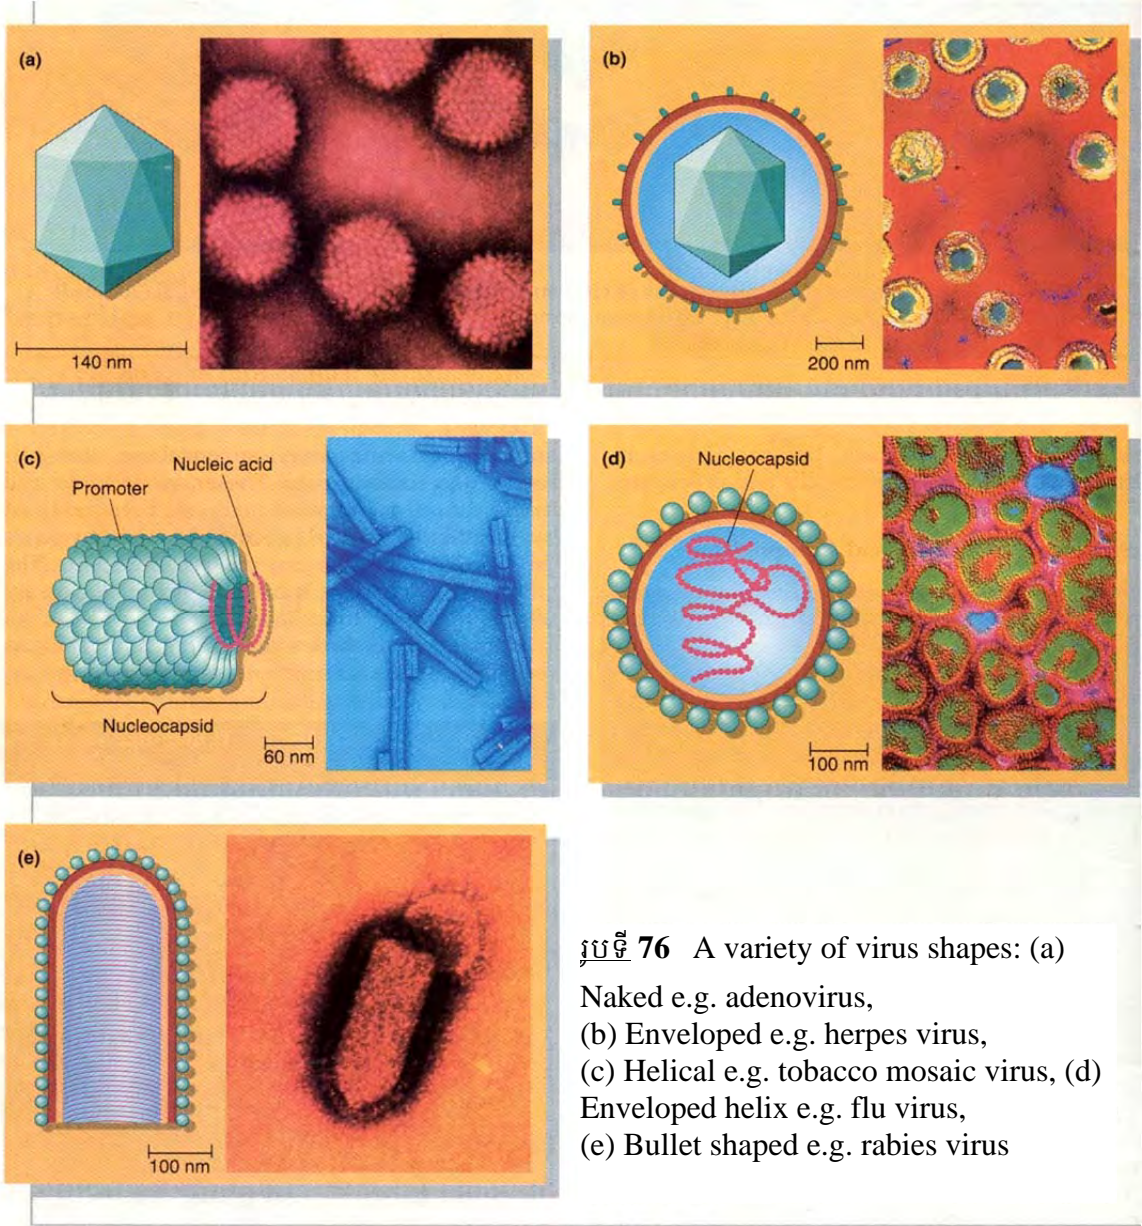 (a)
140 nm
(b)
200 nm
(c)
Nucleic acid
Promoter
Nucleocapsid
60 nm
(d)
Nucleocapsid
100 nm
(e)
100 nm
រូបទី 76 A variety of virus shapes: (a)
Naked e.g. adenovirus,
(b) Enveloped e.g. herpes virus,
(c) Helical e.g. tobacco mosaic virus, (d)
Enveloped helix e.g. flu virus,
(e) Bullet shaped e.g. rabies virus